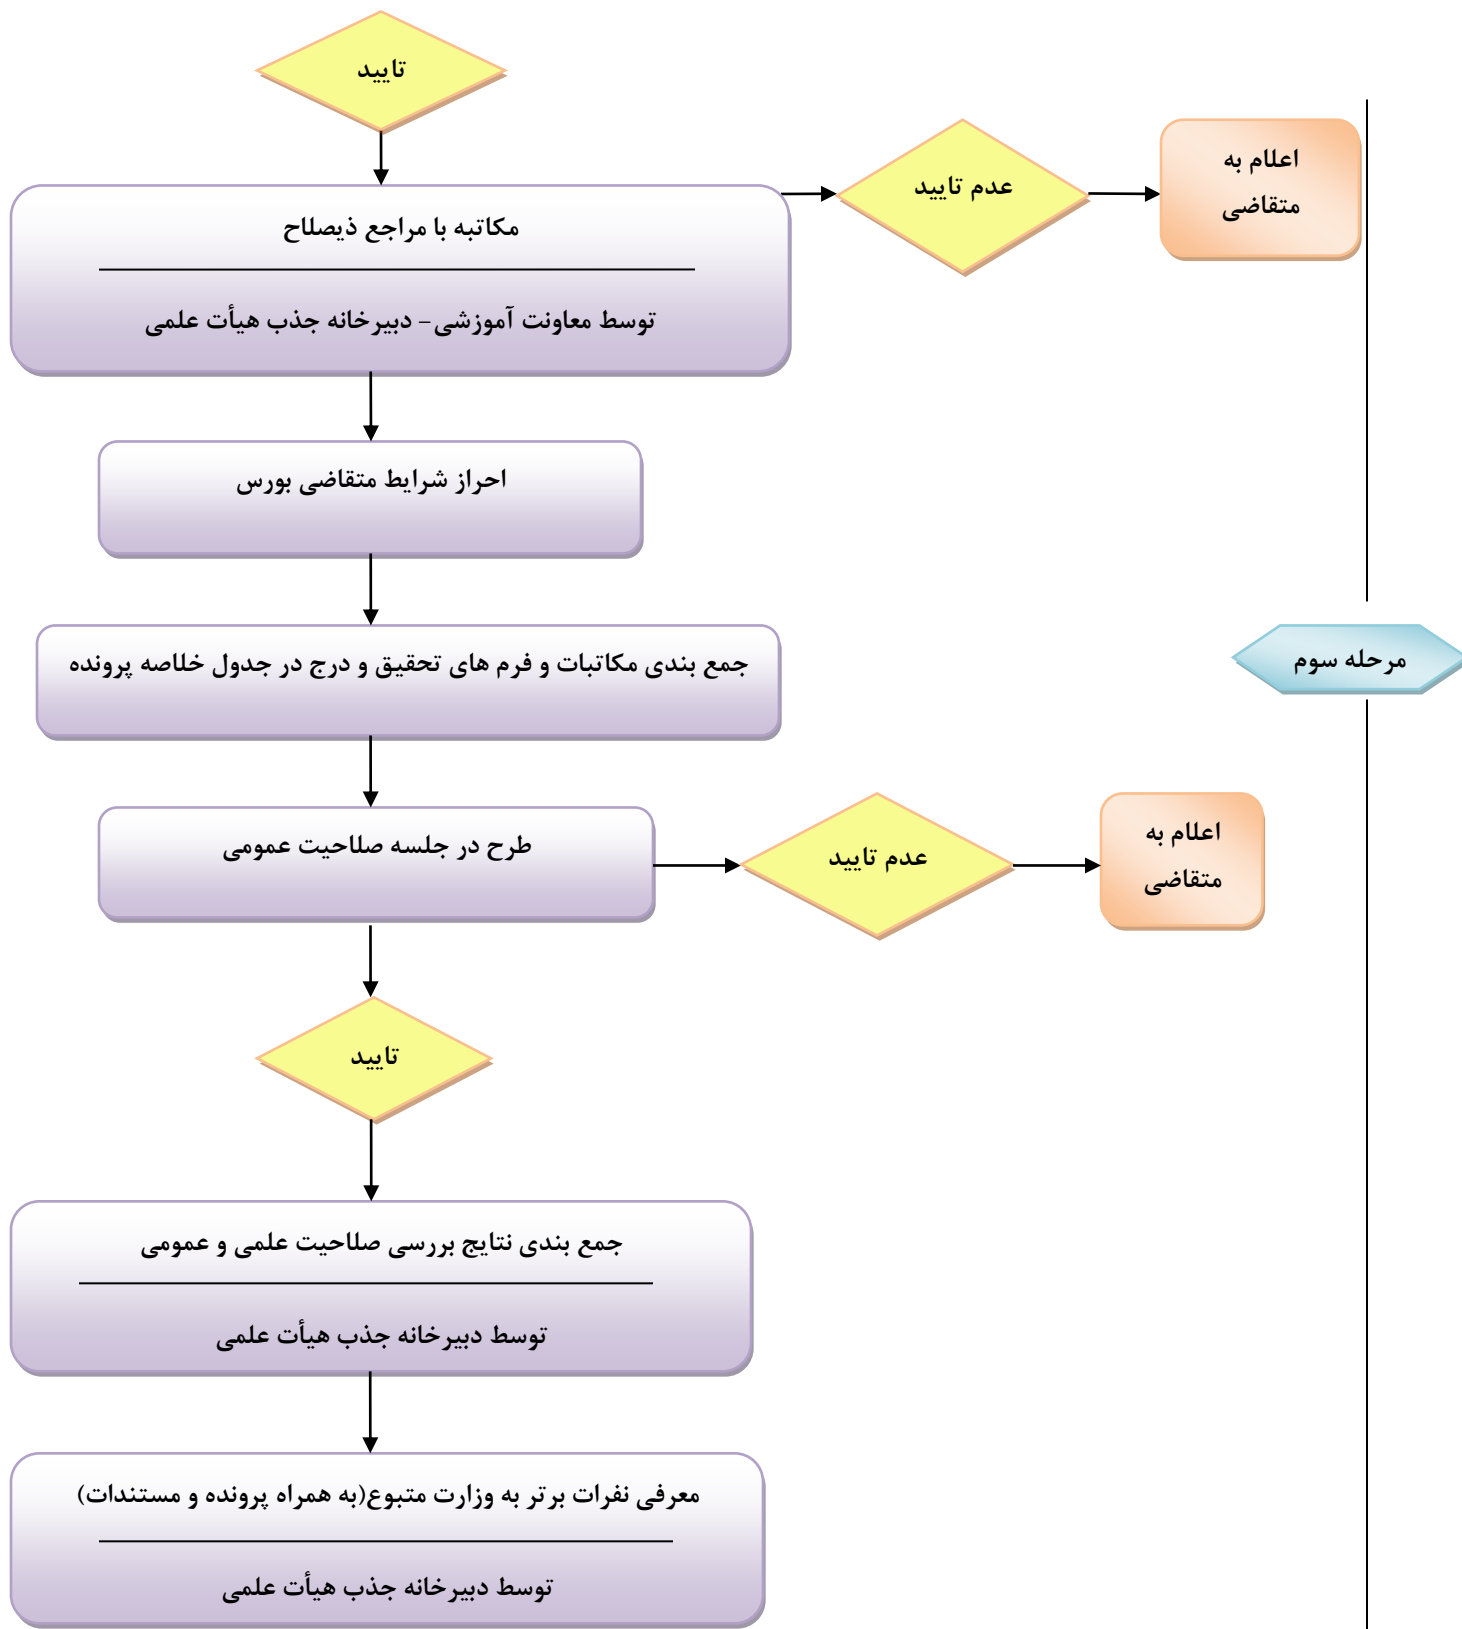 تایید
مکاتبه با مراجع ذیصلاح
توسط معاونت آموزشی- دبیرخانه جذب هیأت علمی
عدم تایید
اعلام به
متقاضی
احراز شرایط متقاضی بورس
جمع بندی مکاتبات و فرم های تحقیق و درج در جدول خلاصه پرونده
مرحله سوم
طرح در جلسه صلاحیت عمومی
عدم تایید
اعلام به
متقاضی
تایید
جمع بندی نتایج بررسی صلاحیت علمی و عمومی
توسط دبیرخانه جذب هیأت علمی
معرفی نفرات برتر به وزارت متبوع(به همراه پرونده و مستندات)
توسط دبیرخانه جذب هیأت علمی